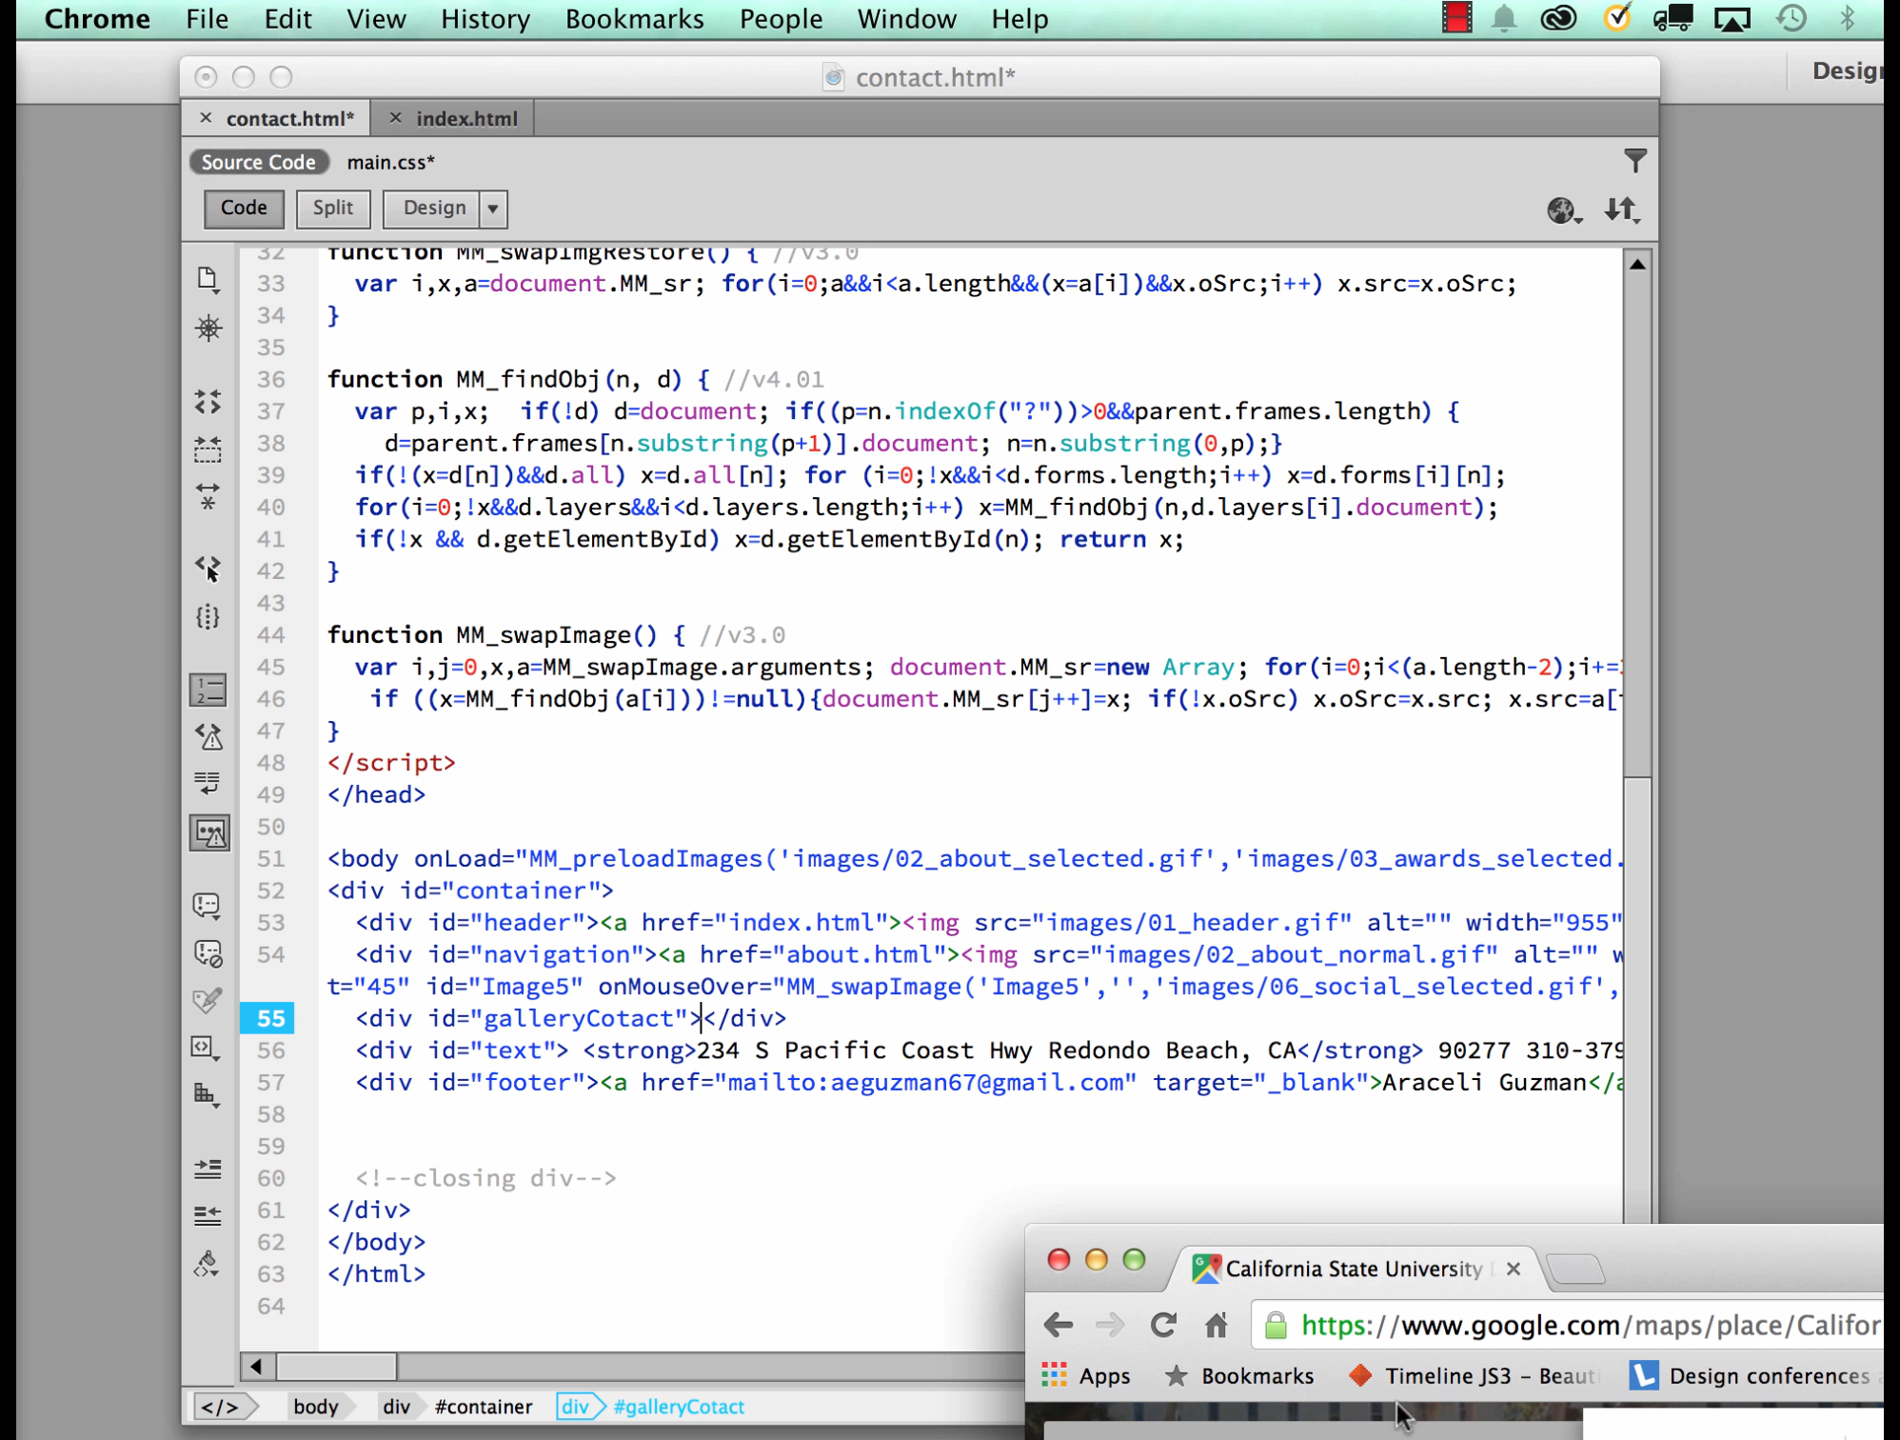 Chrome File Edit View History Bookmarks People Window Help
Design
contact.html*
× contact.html* × index.html
Source Code main.css*
Code Split Design
32 function MM_swapImgRestore() { //v3.0
33 var i,x,a=document.MM_sr; for(i=0;a&&i<a.length&&(x=a[i])&&x.oSrc;i++) x.src=x.oSrc;
34 }
35
36 function MM_findObj(n, d) { //v4.01
37 var p,i,x;  if(!d) d=document; if((p=n.indexOf("?"))>0&&parent.frames.length) {
38 d=parent.frames[n.substring(p+1)].document; n=n.substring(0,p);}
39 if(!(x=d[n])&&d.all) x=d.all[n]; for (i=0;!x&&i<d.forms.length;i++) x=d.forms[i][n];
40 for(i=0;!x&&d.layers&&i<d.layers.length;i++) x=MM_findObj(n,d.layers[i].document);
41 if(!x && d.getElementById) x=d.getElementById(n); return x;
42 }
43
44 function MM_swapImage() { //v3.0
45 var i,j=0,x,a=MM_swapImage.arguments; document.MM_sr=new Array; for(i=0;i<(a.length-2);i+=
46 if ((x=MM_findObj(a[i]))!=null){document.MM_sr[j++]=x; if(!x.oSrc) x.oSrc=x.src; x.src=a[
47 }
48 </script>
49 </head>
50
51 <body onLoad="MM_preloadImages('images/02_about_selected.gif','images/03_awards_selected.
52 <div id="container">
53 <div id="header"><a href="index.html"><img src="images/01_header.gif" alt="" width="955"
54 <div id="navigation"><a href="about.html"><img src="images/02_about_normal.gif" alt="" w
t="45" id="Image5" onMouseOver="MM_swapImage('Image5','','images/06_social_selected.gif',
55 <div id="galleryCotact"></div>
56 <div id="text"> <strong>234 S Pacific Coast Hwy Redondo Beach, CA</strong> 90277 310-379
57 <div id="footer"><a href="mailto:aeguzman67@gmail.com" target="_blank">Araceli Guzman</a
58
59
60 <!--closing div-->
61 </div>
62 </body>
63 </html>
64
</> body div #container div #galleryCotact
California State University ×
https://www.google.com/maps/place/Califor
Apps Bookmarks Timeline JS3 - Beaut Design conferences